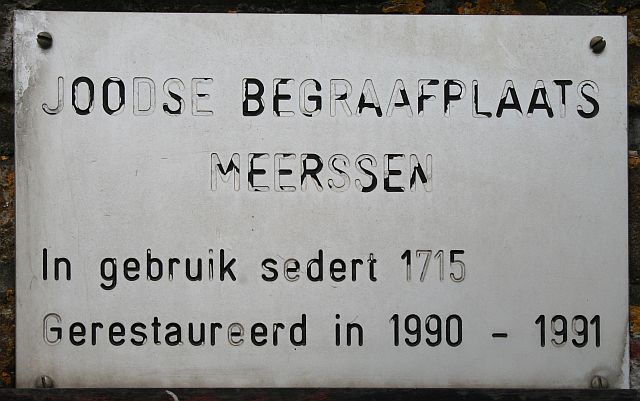 JOODSE BEGRAAFPLAATS
MEERSSEN
In gebruik sedert 1715
Gerestaureerd in 1990 - 1991